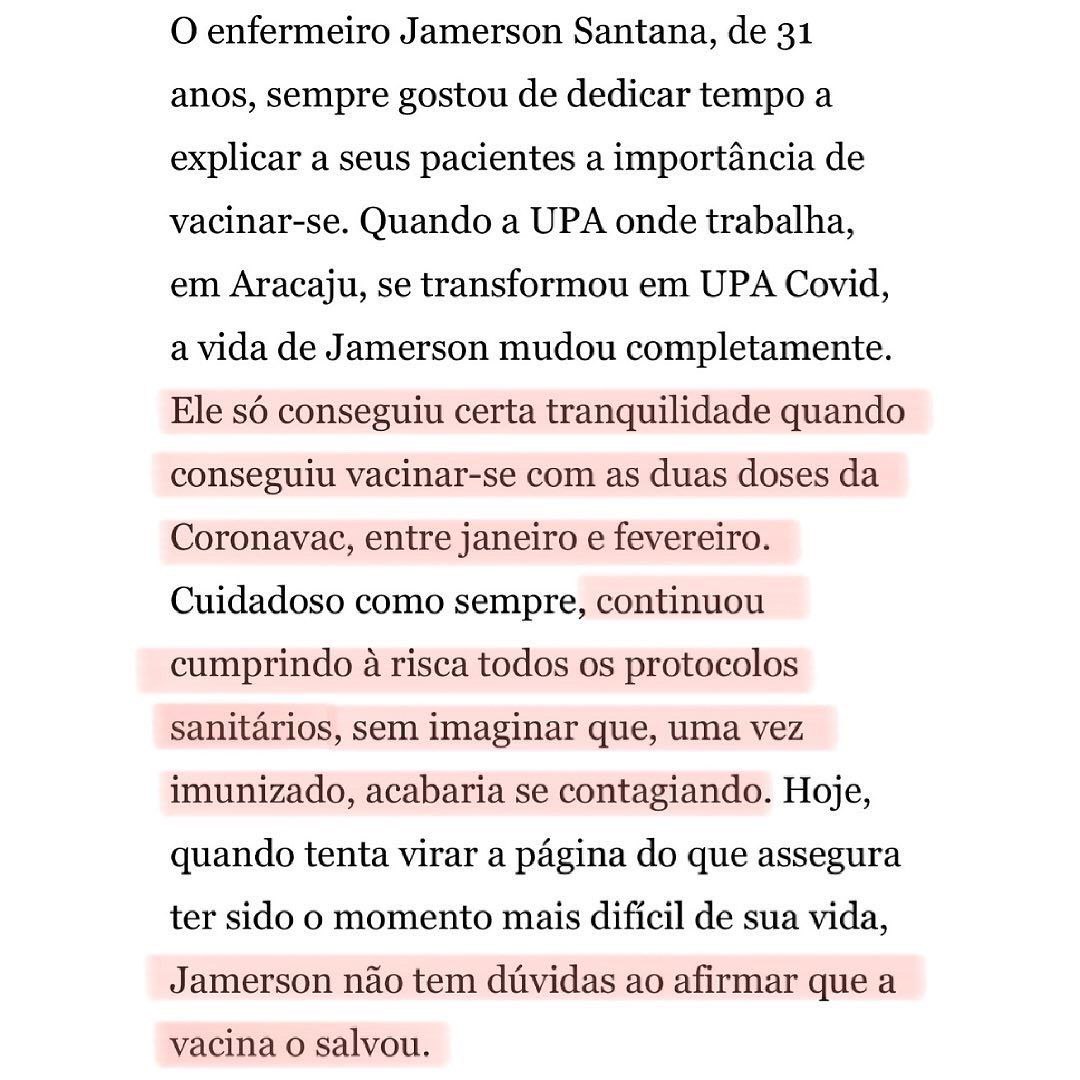 O enfermeiro Jamerson Santana, de 31
anos, sempre gostou de dedicar tempo a
explicar a seus pacientes a importância de
vacinar-se. Quando a UPA onde trabalha,
em Aracaju, se transformou em UPA Covid,
a vida de Jamerson mudou completamente.
Ele só conseguiu certa tranquilidade quando
conseguiu vacinar-se com as duas doses da
Coronavac, entre janeiro e fevereiro.
Cuidadoso como sempre, continuou
cumprindo à risca todos os protocolos
sanitários, sem imaginar que, uma vez
imunizado, acabaria se contagiando. Hoje,
quando tenta virar a página do que assegura
ter sido o momento mais difícil de sua vida,
Jamerson não tem dúvidas ao afirmar que a
vacina o salvou.